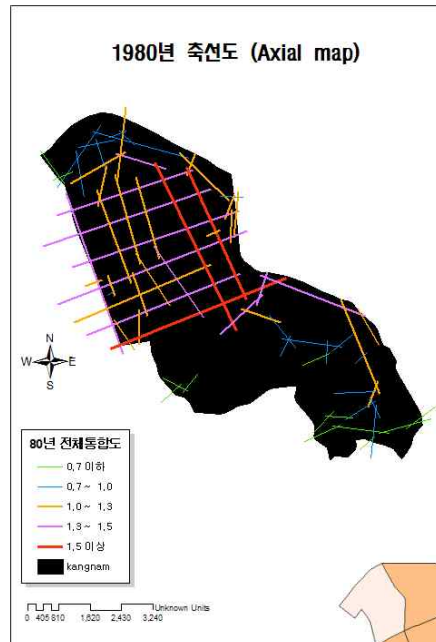 1980년 축선도 (Axial map)
N
W E
S
80년 전체통합도
0,7 이하
0,7 ~ 1,0
1,0 ~ 1,3
1,3 ~ 1,5
1,5 이상
kangnam
Unknown Units
0 405 810 1,620 2,430 3,240